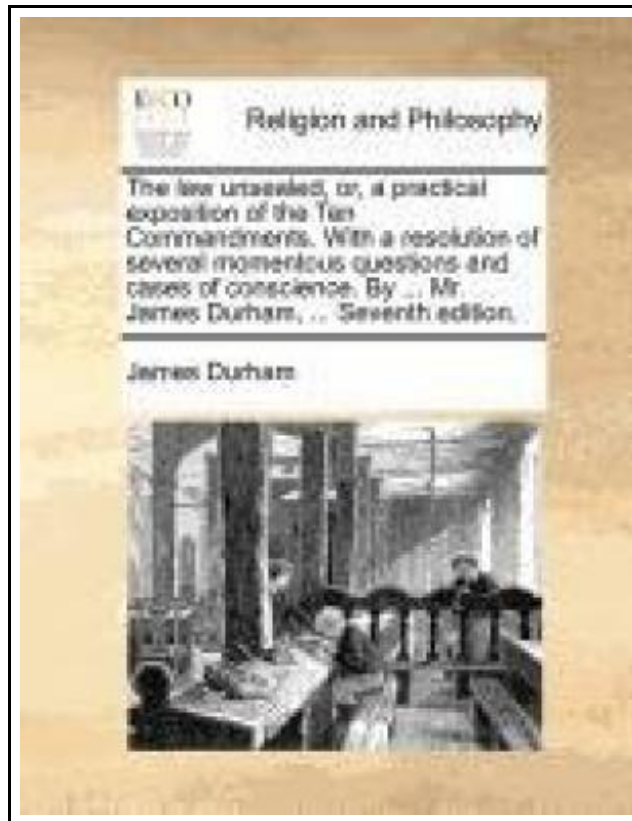 ECCO
Religion and Philosophy
The law unsealed, or, a practical
exposition of the Ten
Commandments. With a resolution of
several momentous questions and
cases of conscience. By ... Mr.
James Durham, ... Seventh edition.
James Durham